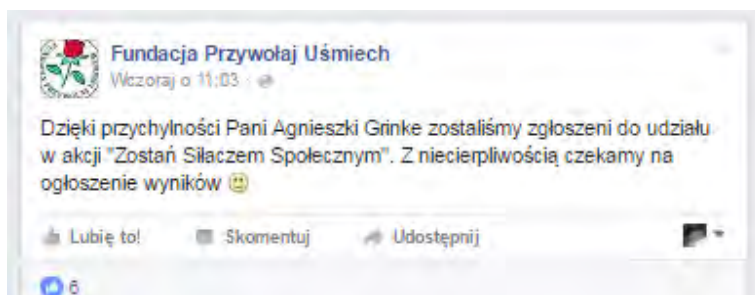 Fundacja Przywołaj Uśmiech
Wczoraj o 11:03
Dzięki przychylności Pani Agnieszki Grinke zostaliśmy zgłoszeni do udziału
w akcji "Zostań Siłaczem Społecznym". Z niecierpliwością czekamy na
ogłoszenie wyników
Lubię to! Skomentuj Udostępnij
6